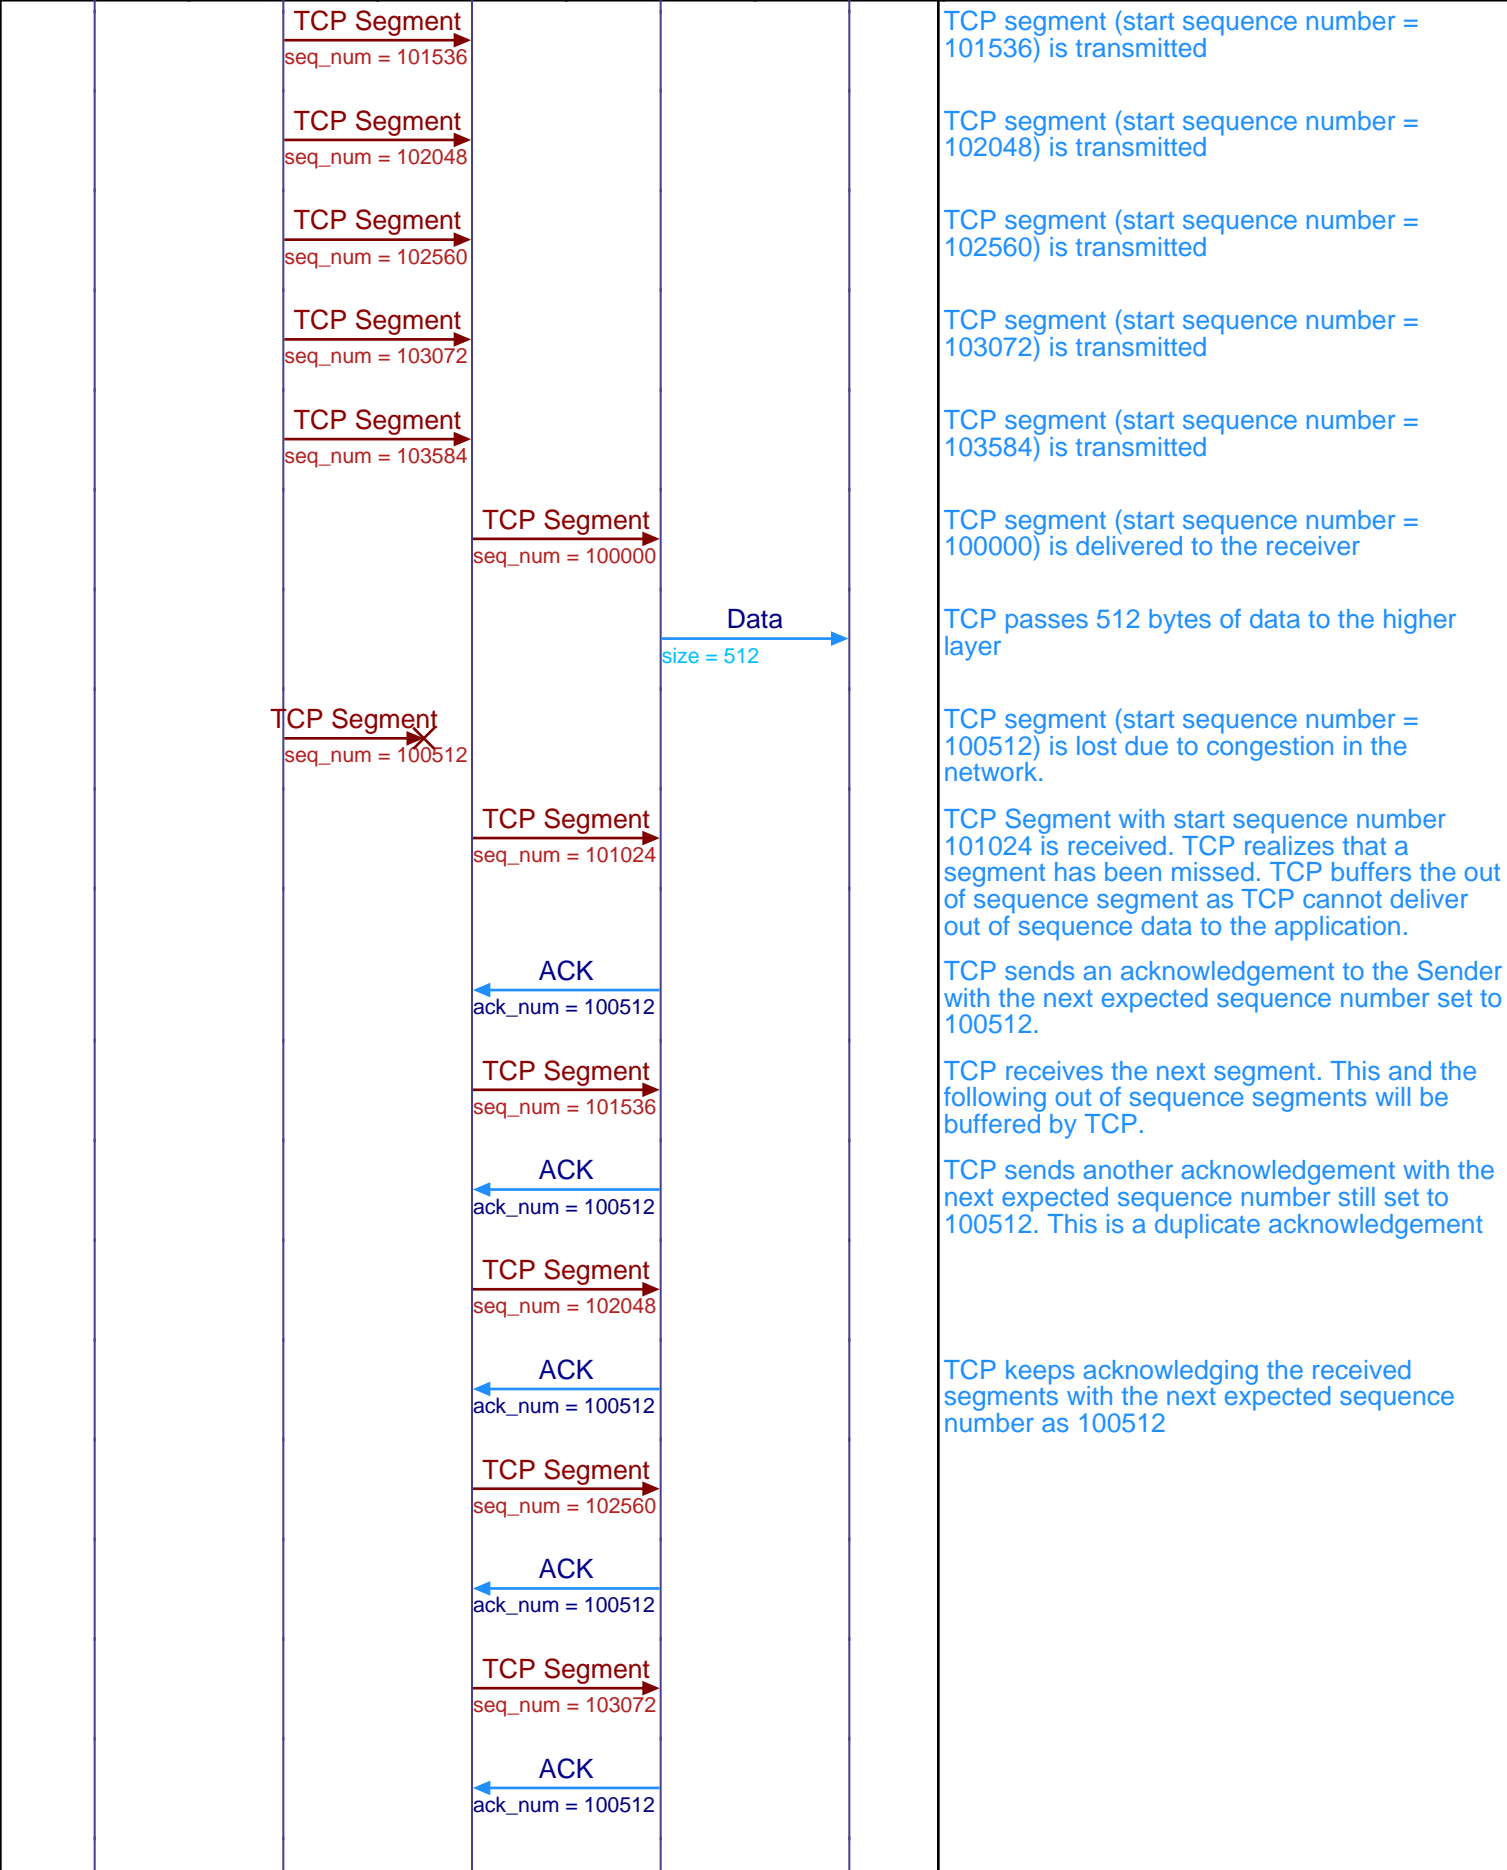 TCP Segment
seq_num = 101536
TCP segment (start sequence number =
101536) is transmitted
TCP Segment
seq_num = 102048
TCP segment (start sequence number =
102048) is transmitted
TCP Segment
seq_num = 102560
TCP segment (start sequence number =
102560) is transmitted
TCP Segment
seq_num = 103072
TCP segment (start sequence number =
103072) is transmitted
TCP Segment
seq_num = 103584
TCP segment (start sequence number =
103584) is transmitted
TCP Segment
seq_num = 100000
TCP segment (start sequence number =
100000) is delivered to the receiver
Data
size = 512
TCP passes 512 bytes of data to the higher
layer
TCP Segment
seq_num = 100512
TCP segment (start sequence number =
100512) is lost due to congestion in the
network.
TCP Segment
seq_num = 101024
TCP Segment with start sequence number
101024 is received. TCP realizes that a
segment has been missed. TCP buffers the out
of sequence segment as TCP cannot deliver
out of sequence data to the application.
ACK
ack_num = 100512
TCP sends an acknowledgement to the Sender
with the next expected sequence number set to
100512.
TCP Segment
seq_num = 101536
TCP receives the next segment. This and the
following out of sequence segments will be
buffered by TCP.
ACK
ack_num = 100512
TCP sends another acknowledgement with the
next expected sequence number still set to
100512. This is a duplicate acknowledgement
TCP Segment
seq_num = 102048
ACK
ack_num = 100512
TCP keeps acknowledging the received
segments with the next expected sequence
number as 100512
TCP Segment
seq_num = 102560
ACK
ack_num = 100512
TCP Segment
seq_num = 103072
ACK
ack_num = 100512